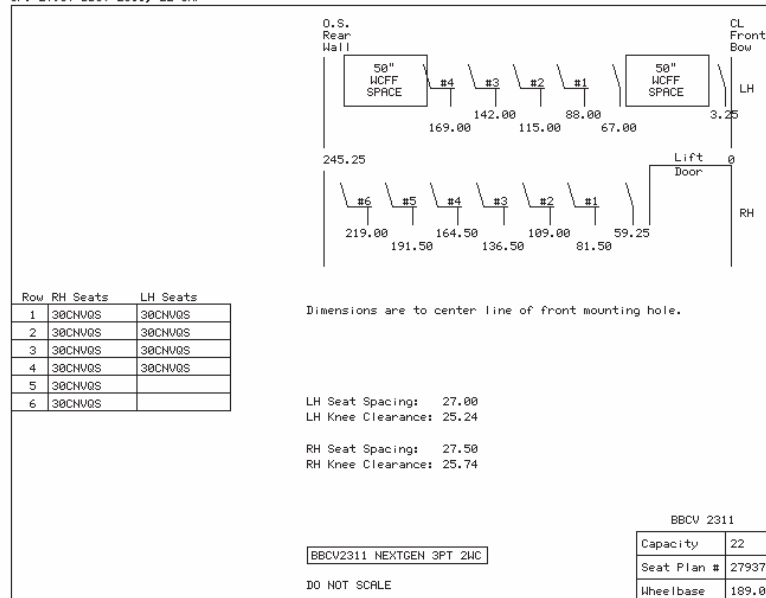 O.S.
Rear
Wall
CL
Front
Bow
50"
WCFF
SPACE
#4 #3 #2 #1
50"
WCFF
SPACE
LH
142.00 88.00 3.25
169.00 115.00 67.00
245.25 Lift 0
Door
#6 #5 #4 #3 #2 #1
RH
219.00 164.50 109.00 59.25
191.50 136.50 81.50
Row RH Seats LH Seats
1 30CNVQS 30CNVQS
2 30CNVQS 30CNVQS
3 30CNVQS 30CNVQS
4 30CNVQS 30CNVQS
5 30CNVQS
6 30CNVQS
Dimensions are to center line of front mounting hole.
LH Seat Spacing: 27.00
LH Knee Clearance: 25.24
RH Seat Spacing: 27.50
RH Knee Clearance: 25.74
BBCV2311 NEXTGEN 3PT 2WC
DO NOT SCALE
BBCV 2311
Capacity 22
Seat Plan # 27937
Wheelbase 189.0